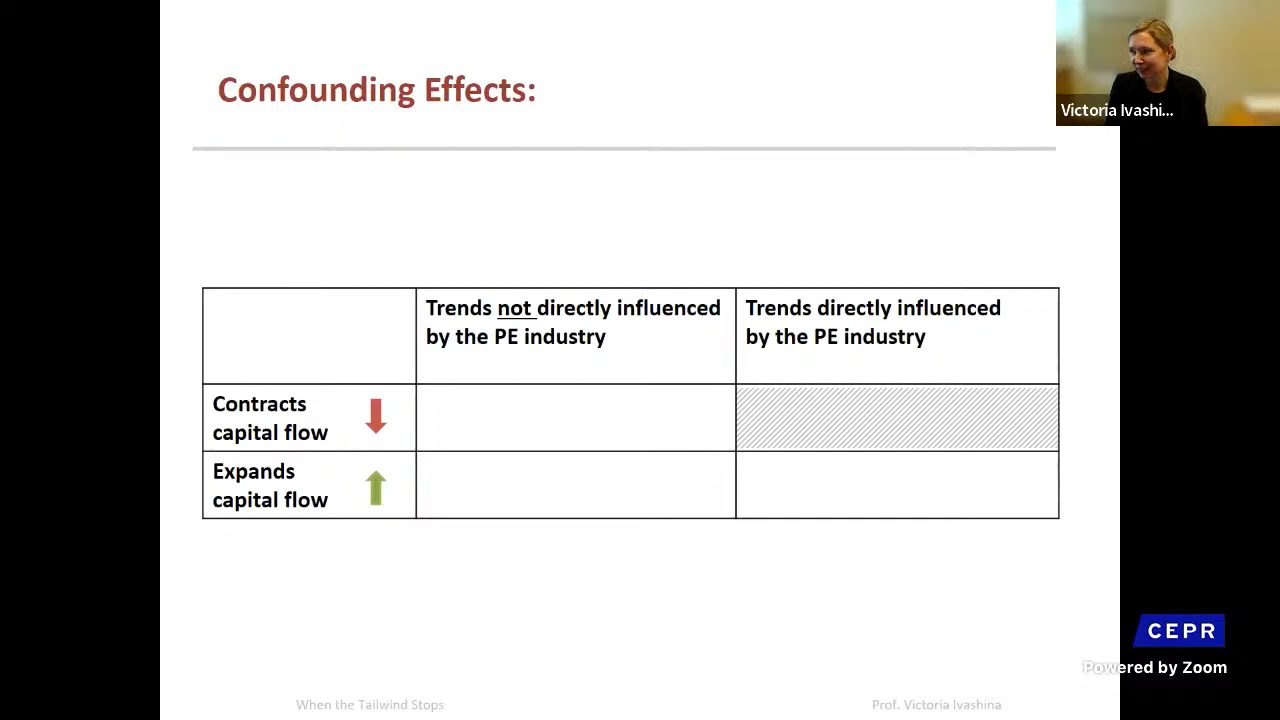 Confounding Effects:
Victoria Ivashi...
Trends not directly influenced
by the PE industry
Trends directly influenced
by the PE industry
Contracts
capital flow
Expands
capital flow
CEPR
Powered by Zoom
When the Tailwind Stops
Prof. Victoria Ivashina